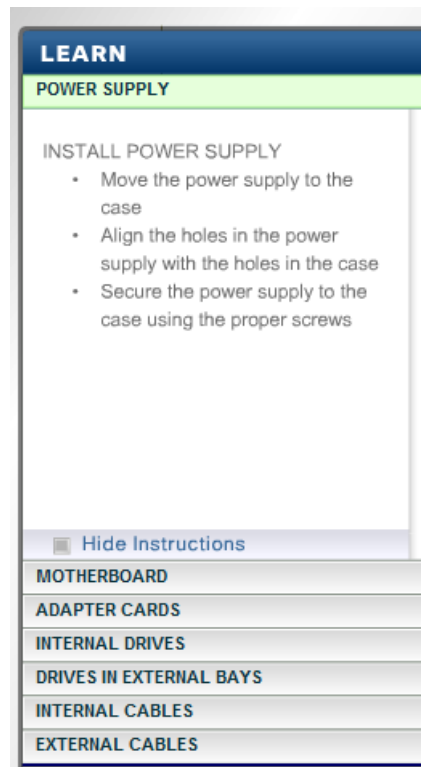 LEARN
POWER SUPPLY
INSTALL POWER SUPPLY
• Move the power supply to the
case
• Align the holes in the power
supply with the holes in the case
• Secure the power supply to the
case using the proper screws
Hide Instructions
MOTHERBOARD
ADAPTER CARDS
INTERNAL DRIVES
DRIVES IN EXTERNAL BAYS
INTERNAL CABLES
EXTERNAL CABLES